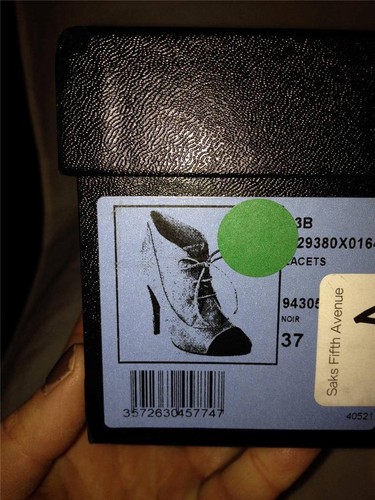 3B
29380X0164
LACETS
94305
NOIR
37
Saks Fifth Avenue
3572630457747
40521